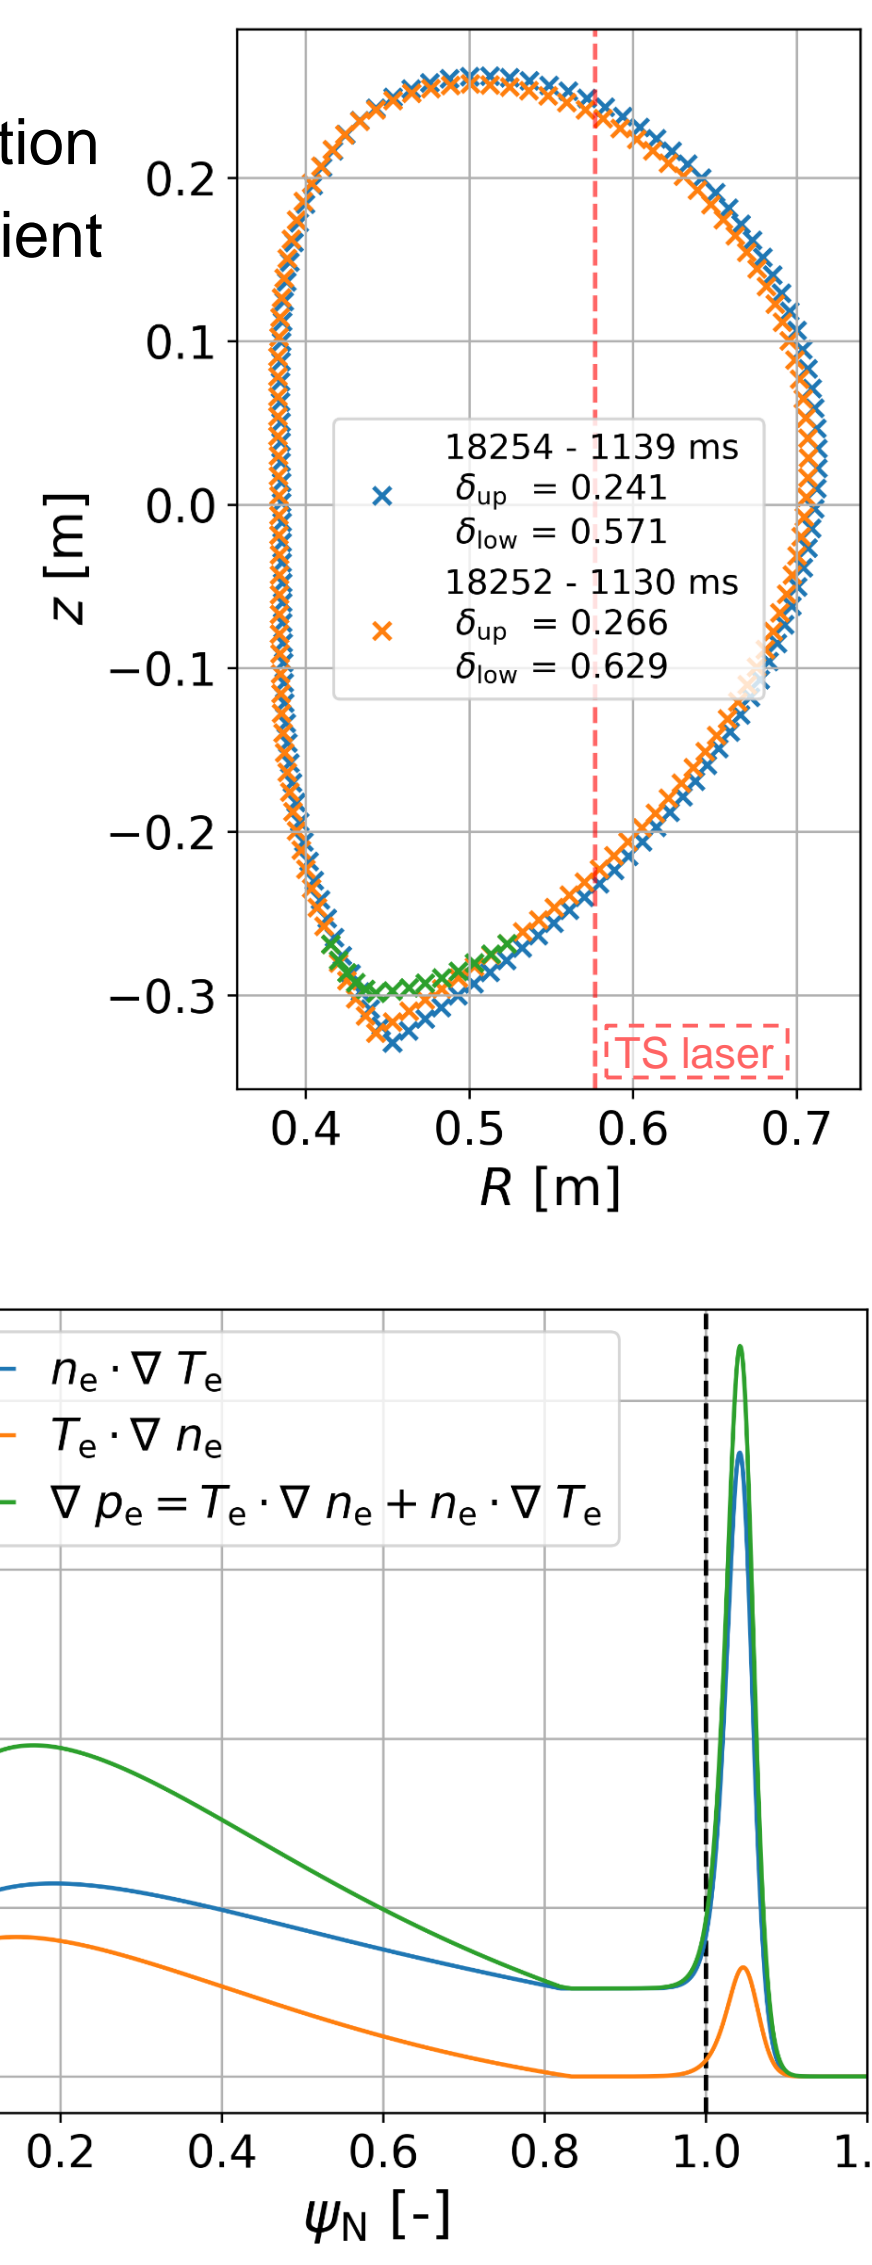 tion
ient
0.2
0.1
0.0
−0.1
−0.2
−0.3
z [m]
18254 - 1139 ms
δup = 0.241
δlow = 0.571
18252 - 1130 ms
δup = 0.266
δlow = 0.629
TS laser
0.4 0.5 0.6 0.7
R [m]
ne · ∇ Te
Te · ∇ ne
∇ pe = Te · ∇ ne + ne · ∇ Te
0.2 0.4 0.6 0.8 1.0 1.
ψN [-]